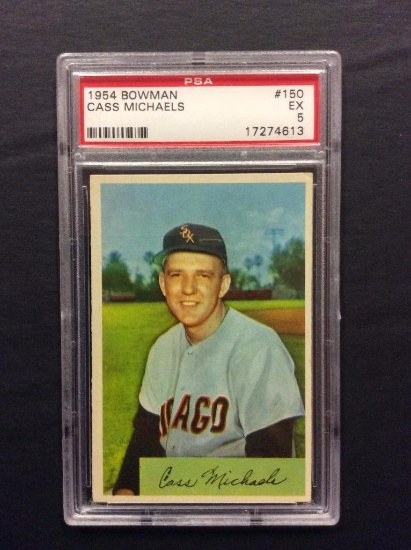 PSA
1954 BOWMAN #150
CASS MICHAELS EX
5
17274613
SOX
CAGO
Cass Michaels